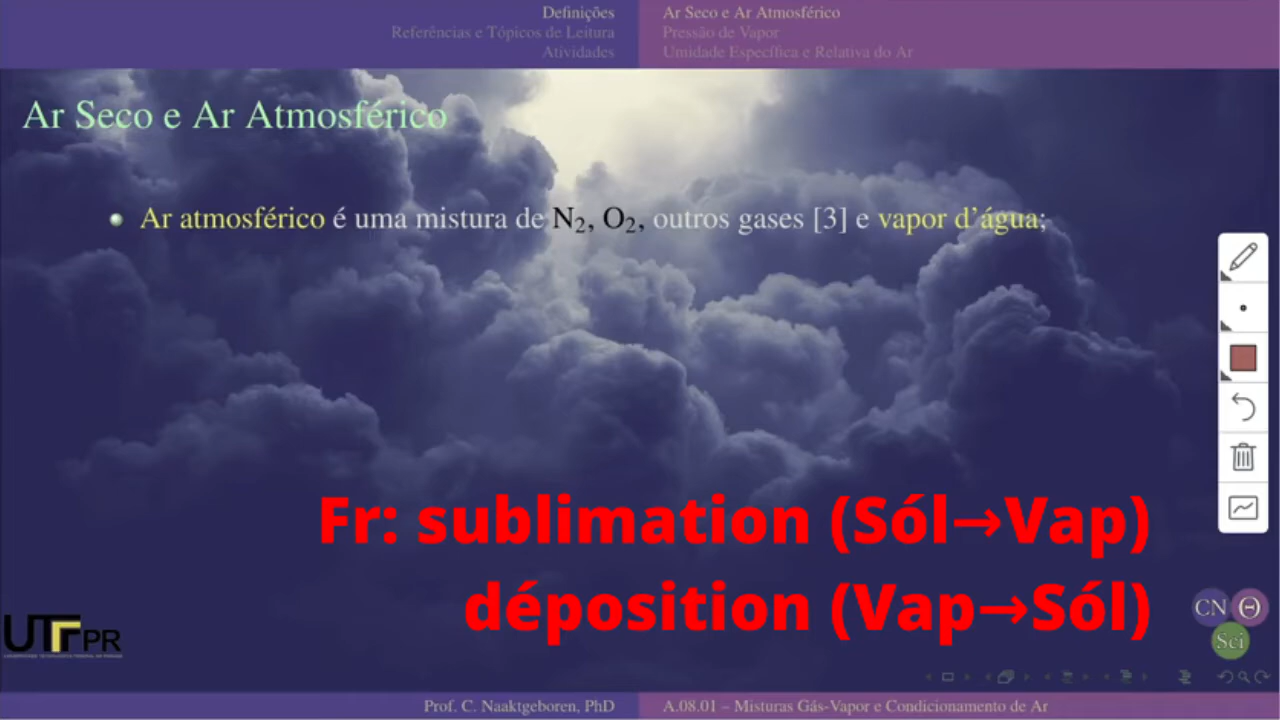 Definições
Referências e Tópicos de Leitura
Atividades
Ar Seco e Ar Atmosférico
Pressão de Vapor
Umidade Específica e Relativa do Ar
Ar Seco e Ar Atmosférico
Ar atmosférico é uma mistura de N₂, O₂, outros gases [3] e vapor d'água;
Fr: sublimation (Sól→Vap)
déposition (Vap→Sól)
UTFPR
CN Θ
Sci
Prof. C. Naaktgeboren, PhD
A.08.01 – Misturas Gás-Vapor e Condicionamento de Ar